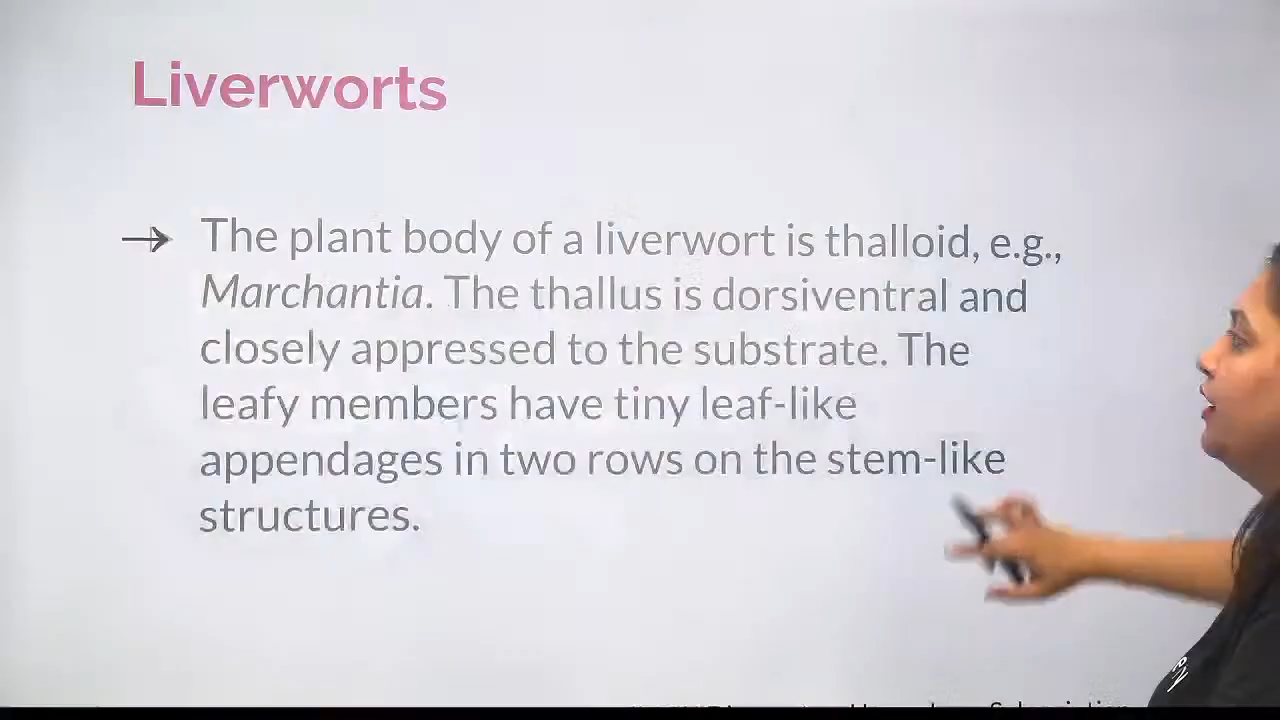 Liverworts
→ The plant body of a liverwort is thalloid, e.g.,
Marchantia. The thallus is dorsiventral and
closely appressed to the substrate. The
leafy members have tiny leaf-like
appendages in two rows on the stem-like
structures.